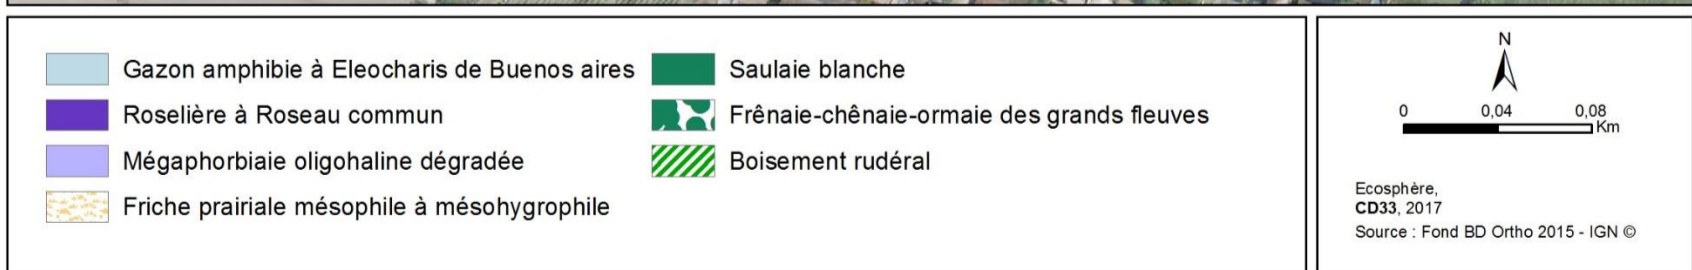 Gazon amphibie à Eleocharis de Buenos aires
Roselière à Roseau commun
Mégaphorbiaie oligohaline dégradée
Friche prairiale mésophile à mésohygrophile
Saulaie blanche
Frênaie-chênaie-ormaie des grands fleuves
Boisement rudéral
N
0 0,04 0,08
Km
Ecosphère,
CD33, 2017
Source : Fond BD Ortho 2015 - IGN ©